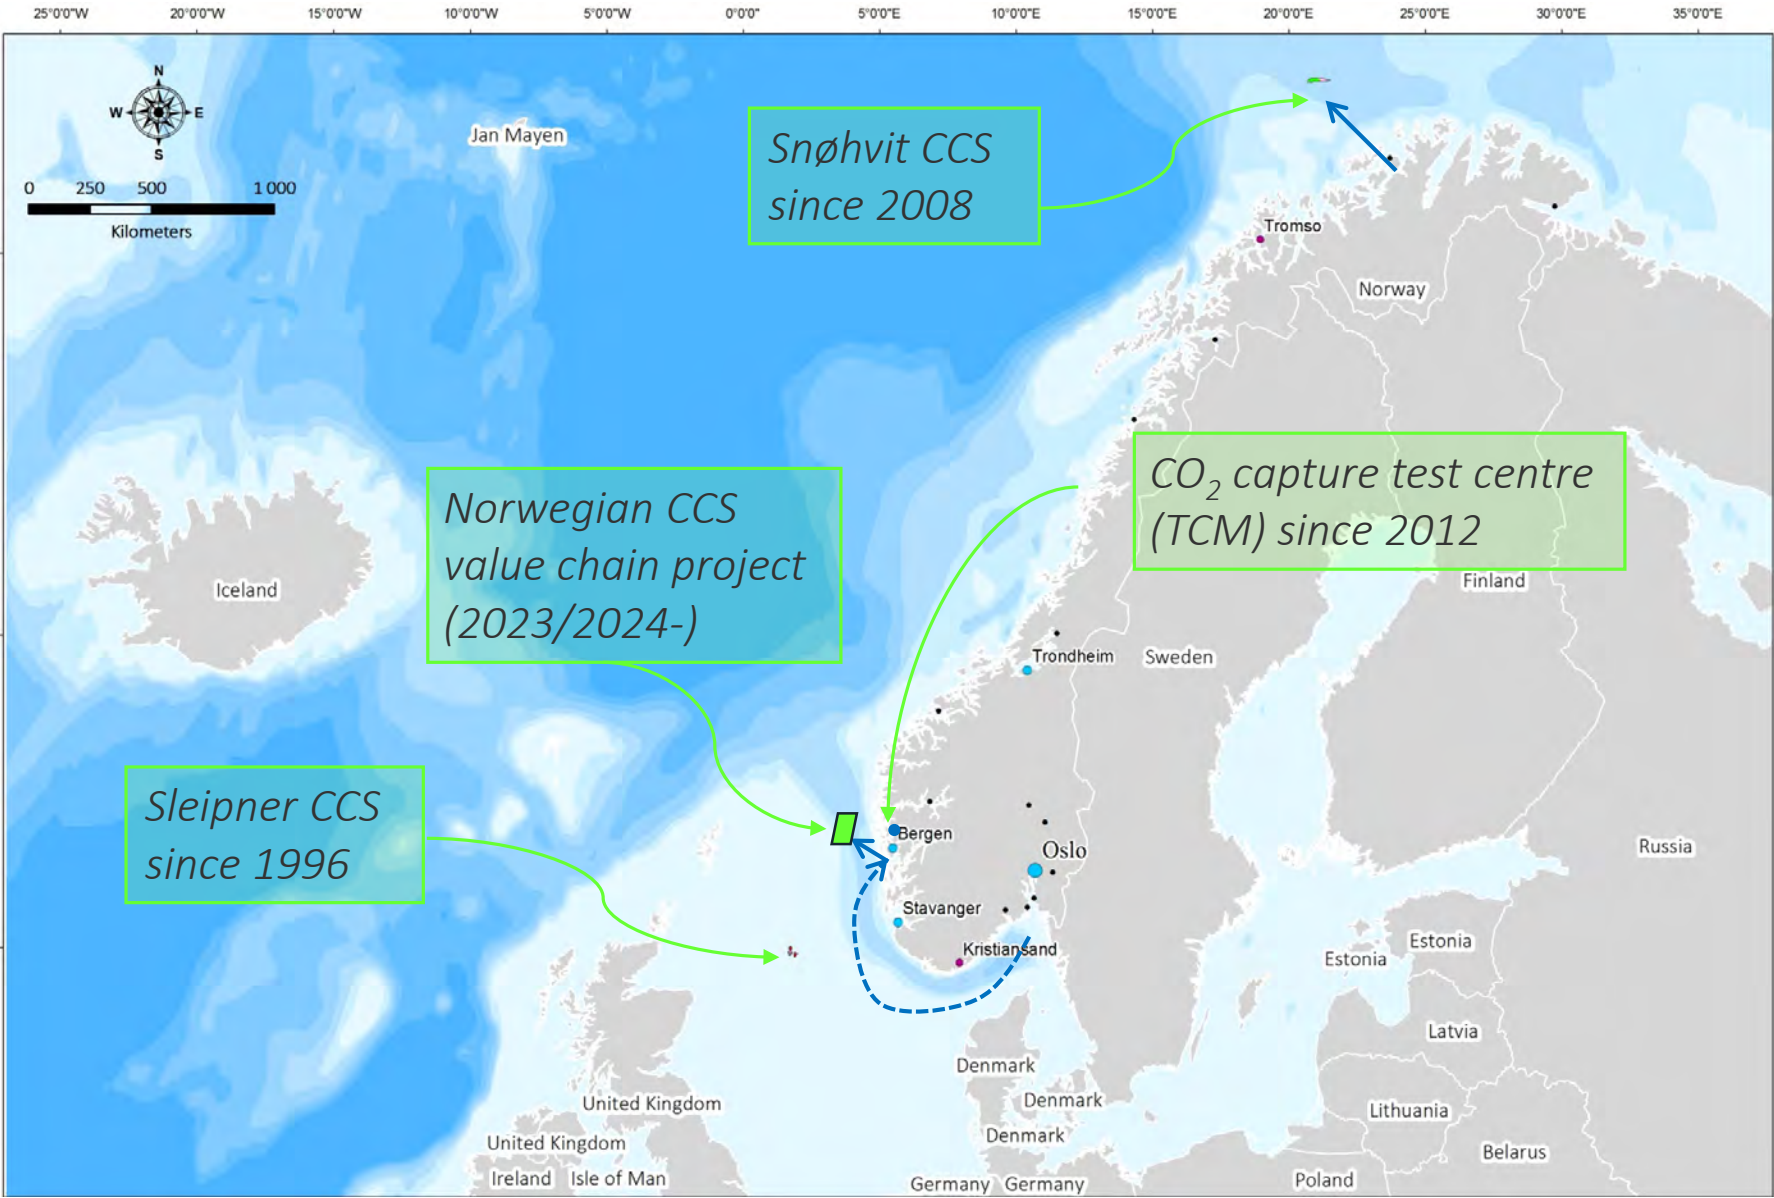 25°0'0"W 20°0'0"W 15°0'0"W 10°0'0"W 5°0'0"W 0°0'0" 5°0'0"E 10°0'0"E 15°0'0"E 20°0'0"E 25°0'0"E 30°0'0"E 35°0'0"E
N
W E
S
0 250 500 1 000
Kilometers
Jan Mayen
Snøhvit CCS
since 2008
Tromso
Norway
CO₂ capture test centre
(TCM) since 2012
Norwegian CCS
value chain project
(2023/2024-)
Iceland
Finland
Trondheim
Sweden
Sleipner CCS
since 1996
Bergen
Oslo
Russia
Stavanger
Kristiansand
Estonia
Estonia
Latvia
Denmark
Denmark
Denmark
United Kingdom
United Kingdom
Lithuania
Belarus
Ireland
Isle of Man
Germany
Germany
Poland